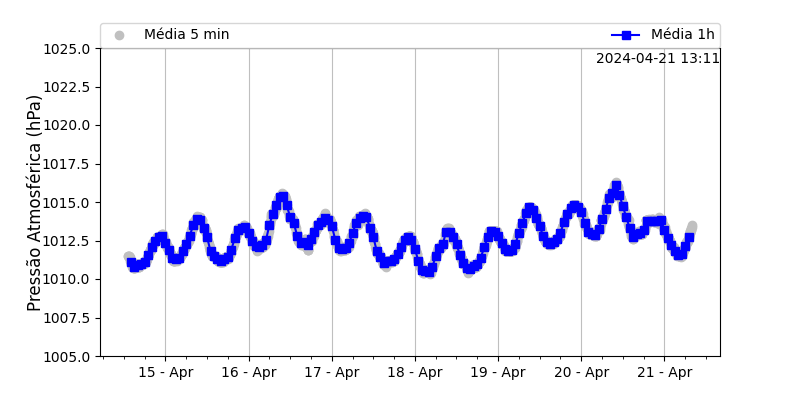 Média 5 min
Média 1h
2024-04-21 13:11
Pressão Atmosférica (hPa)
1025.0
1022.5
1020.0
1017.5
1015.0
1012.5
1010.0
1007.5
1005.0
15 - Apr
16 - Apr
17 - Apr
18 - Apr
19 - Apr
20 - Apr
21 - Apr